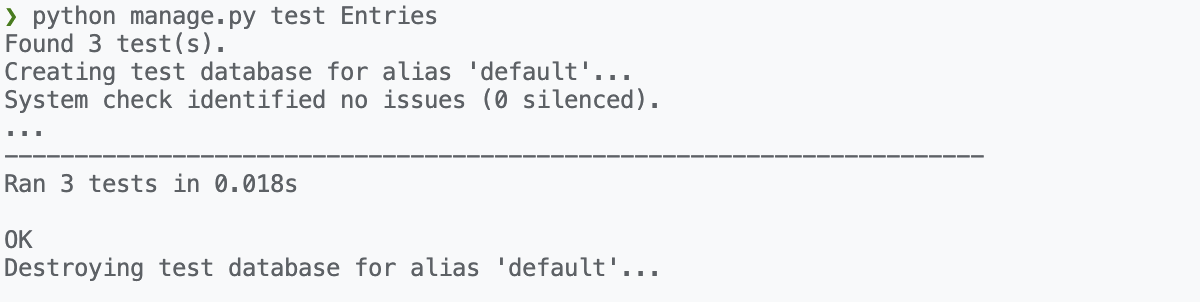 ❯ python manage.py test Entries
Found 3 test(s).
Creating test database for alias 'default'...
System check identified no issues (0 silenced).
...
----------------------------------------------------------------------
Ran 3 tests in 0.018s

OK
Destroying test database for alias 'default'...